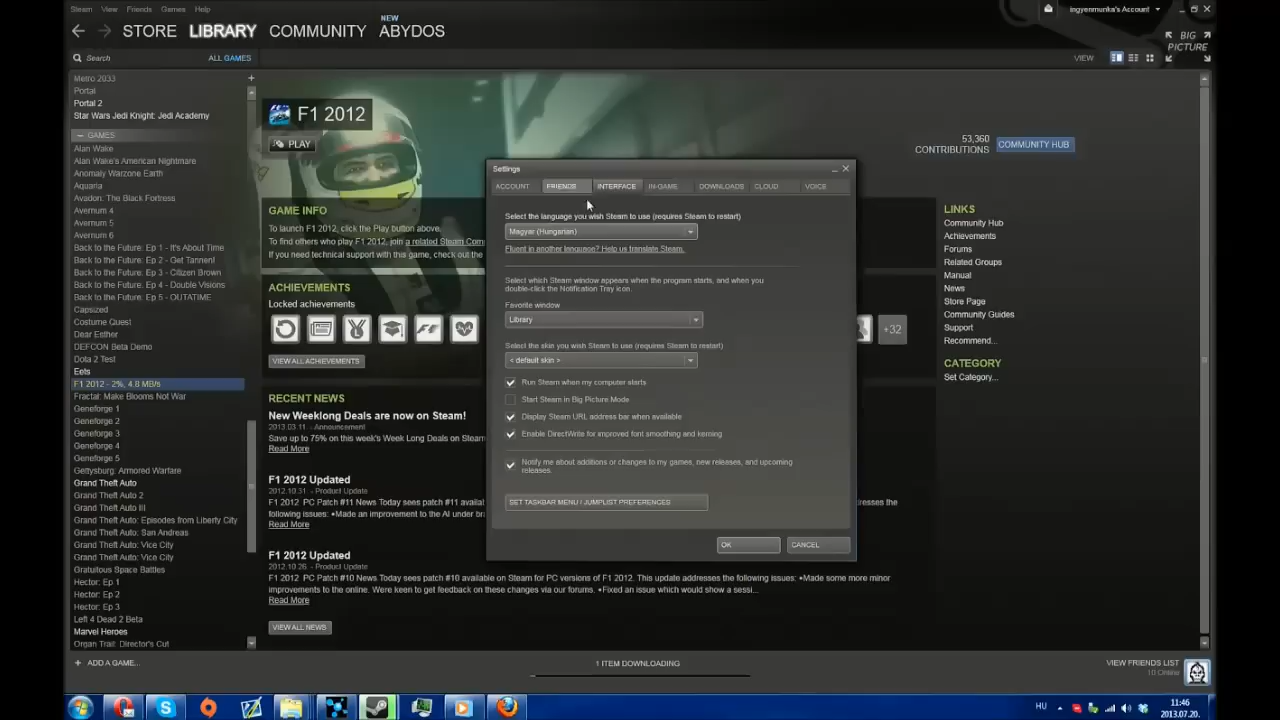 Steam View Friends Games Help
ingyenmunka's Account
STORE LIBRARY COMMUNITY NEW ABYDOS
BIG PICTURE
Search ALL GAMES
VIEW
Metro 2033
Portal
Portal 2
Star Wars Jedi Knight: Jedi Academy
GAMES
Alan Wake
Alan Wake's American Nightmare
Anomaly Warzone Earth
Aquaria
Avadon: The Black Fortress
Avernum 4
Avernum 5
Avernum 6
Back to the Future: Ep 1 - It's About Time
Back to the Future: Ep 2 - Get Tannen!
Back to the Future: Ep 3 - Citizen Brown
Back to the Future: Ep 4 - Double Visions
Back to the Future: Ep 5 - OUTATIME
Capsized
Costume Quest
Dear Esther
DEFCON Beta Demo
Dota 2 Test
Eets
F1 2012 - 2%, 4.8 MB/s
Fractal: Make Blooms Not War
Geneforge 1
Geneforge 2
Geneforge 3
Geneforge 4
Geneforge 5
Gettysburg: Armored Warfare
Grand Theft Auto
Grand Theft Auto 2
Grand Theft Auto III
Grand Theft Auto: Episodes from Liberty City
Grand Theft Auto: San Andreas
Grand Theft Auto: Vice City
Grand Theft Auto: Vice City
Gratuitous Space Battles
Hector: Ep 1
Hector: Ep 2
Hector: Ep 3
Left 4 Dead 2 Beta
Marvel Heroes
Organ Trail: Director's Cut
+ ADD A GAME...
F1 2012
PLAY
53,360
CONTRIBUTIONS
COMMUNITY HUB
GAME INFO
To launch F1 2012, click the Play button above.
To find others who play F1 2012, join a related Steam Com
If you need technical support with this game, check out the
ACHIEVEMENTS
Locked achievements
+32
VIEW ALL ACHIEVEMENTS
RECENT NEWS
New Weeklong Deals are now on Steam!
2013.03.11 - Announcement
Save up to 75% on this week's Week Long Deals on Steam
Read More
F1 2012 Updated
2012.10.31 - Product Update
F1 2012 PC Patch #11 News Today sees patch #11 availab
dresses the
following issues: •Made an improvement to the AI under br
Read More
F1 2012 Updated
2012.10.26 - Product Update
F1 2012 PC Patch #10 News Today sees patch #10 available on Steam for PC versions of F1 2012. This update addresses the following issues: •Made some more minor
improvements to the online. Were keen to get feedback on these changes via our forums. •Fixed an issue which would show a sessi...
Read More
VIEW ALL NEWS
Settings
ACCOUNT FRIENDS INTERFACE IN-GAME DOWNLOADS CLOUD VOICE
Select the language you wish Steam to use (requires Steam to restart)
Magyar (Hungarian)
Fluent in another language? Help us translate Steam.
Select which Steam window appears when the program starts, and when you
double-click the Notification Tray icon.
Favorite window
Library
Select the skin you wish Steam to use (requires Steam to restart)
< default skin >
Run Steam when my computer starts
Start Steam in Big Picture Mode
Display Steam URL address bar when available
Enable DirectWrite for improved font smoothing and kerning
Notify me about additions or changes to my games, new releases, and upcoming
releases.
SET TASKBAR MENU / JUMPLIST PREFERENCES
OK CANCEL
LINKS
Community Hub
Achievements
Forums
Related Groups
Manual
News
Store Page
Community Guides
Support
Recommend...
CATEGORY
Set Category...
1 ITEM DOWNLOADING
VIEW FRIENDS LIST
10 Online
HU
11:46
2013.07.20.